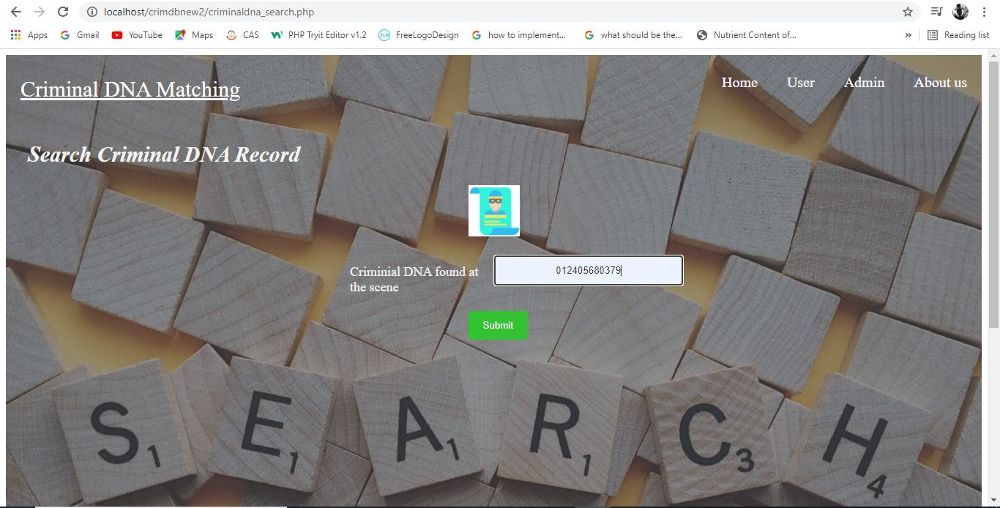 localhost/crimdbnew2/criminaldna_search.php
Apps Gmail YouTube Maps CAS PHP Tryit Editor v1.2 FLD FreeLogoDesign how to implement... what should be the... Nutrient Content of... » Reading list
Criminal DNA Matching Home User Admin About us
Search Criminal DNA Record
Criminial DNA found at
the scene
012405680379
Submit
S1 E1 A1 R1 C3 H4